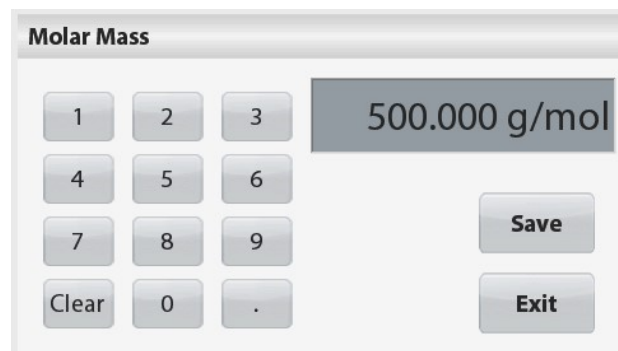 Molar Mass
1 2 3 500.000 g/mol
4 5 6
7 8 9 Save
Clear 0 . Exit